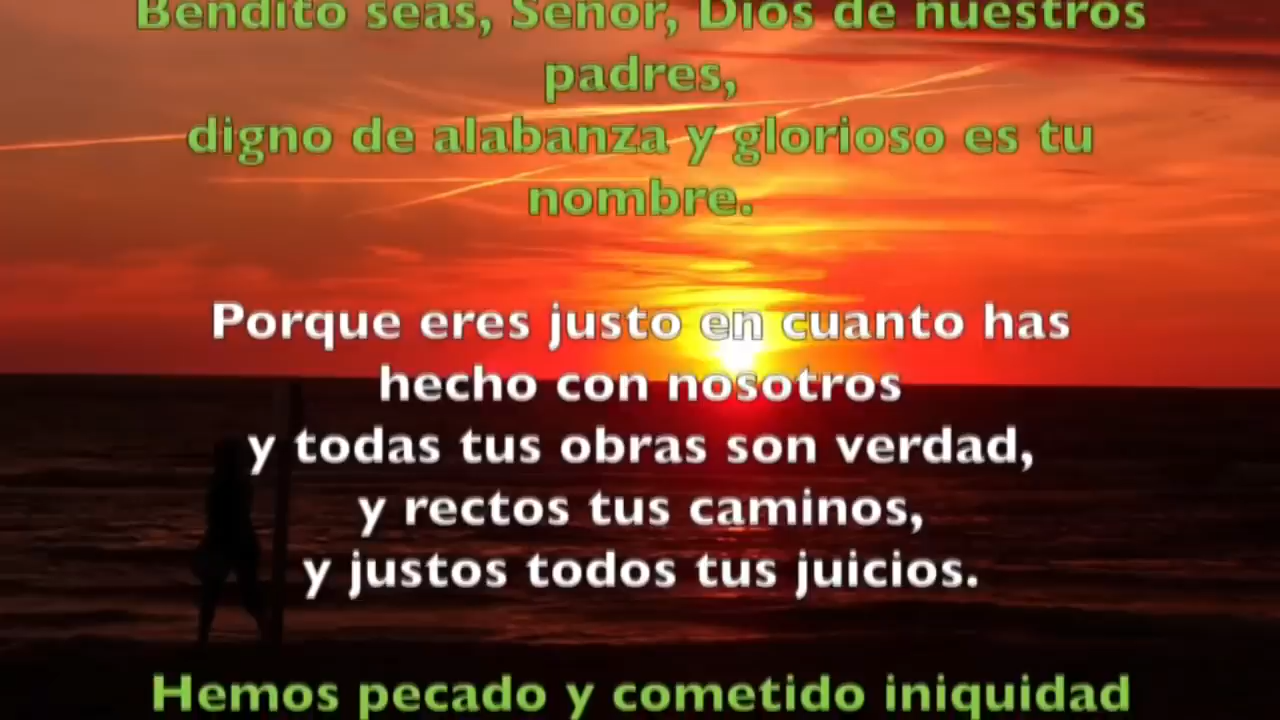 Bendito seas, Señor, Dios de nuestros
padres,
digno de alabanza y glorioso es tu
nombre.
Porque eres justo en cuanto has
hecho con nosotros
y todas tus obras son verdad,
y rectos tus caminos,
y justos todos tus juicios.
Hemos pecado y cometido iniquidad